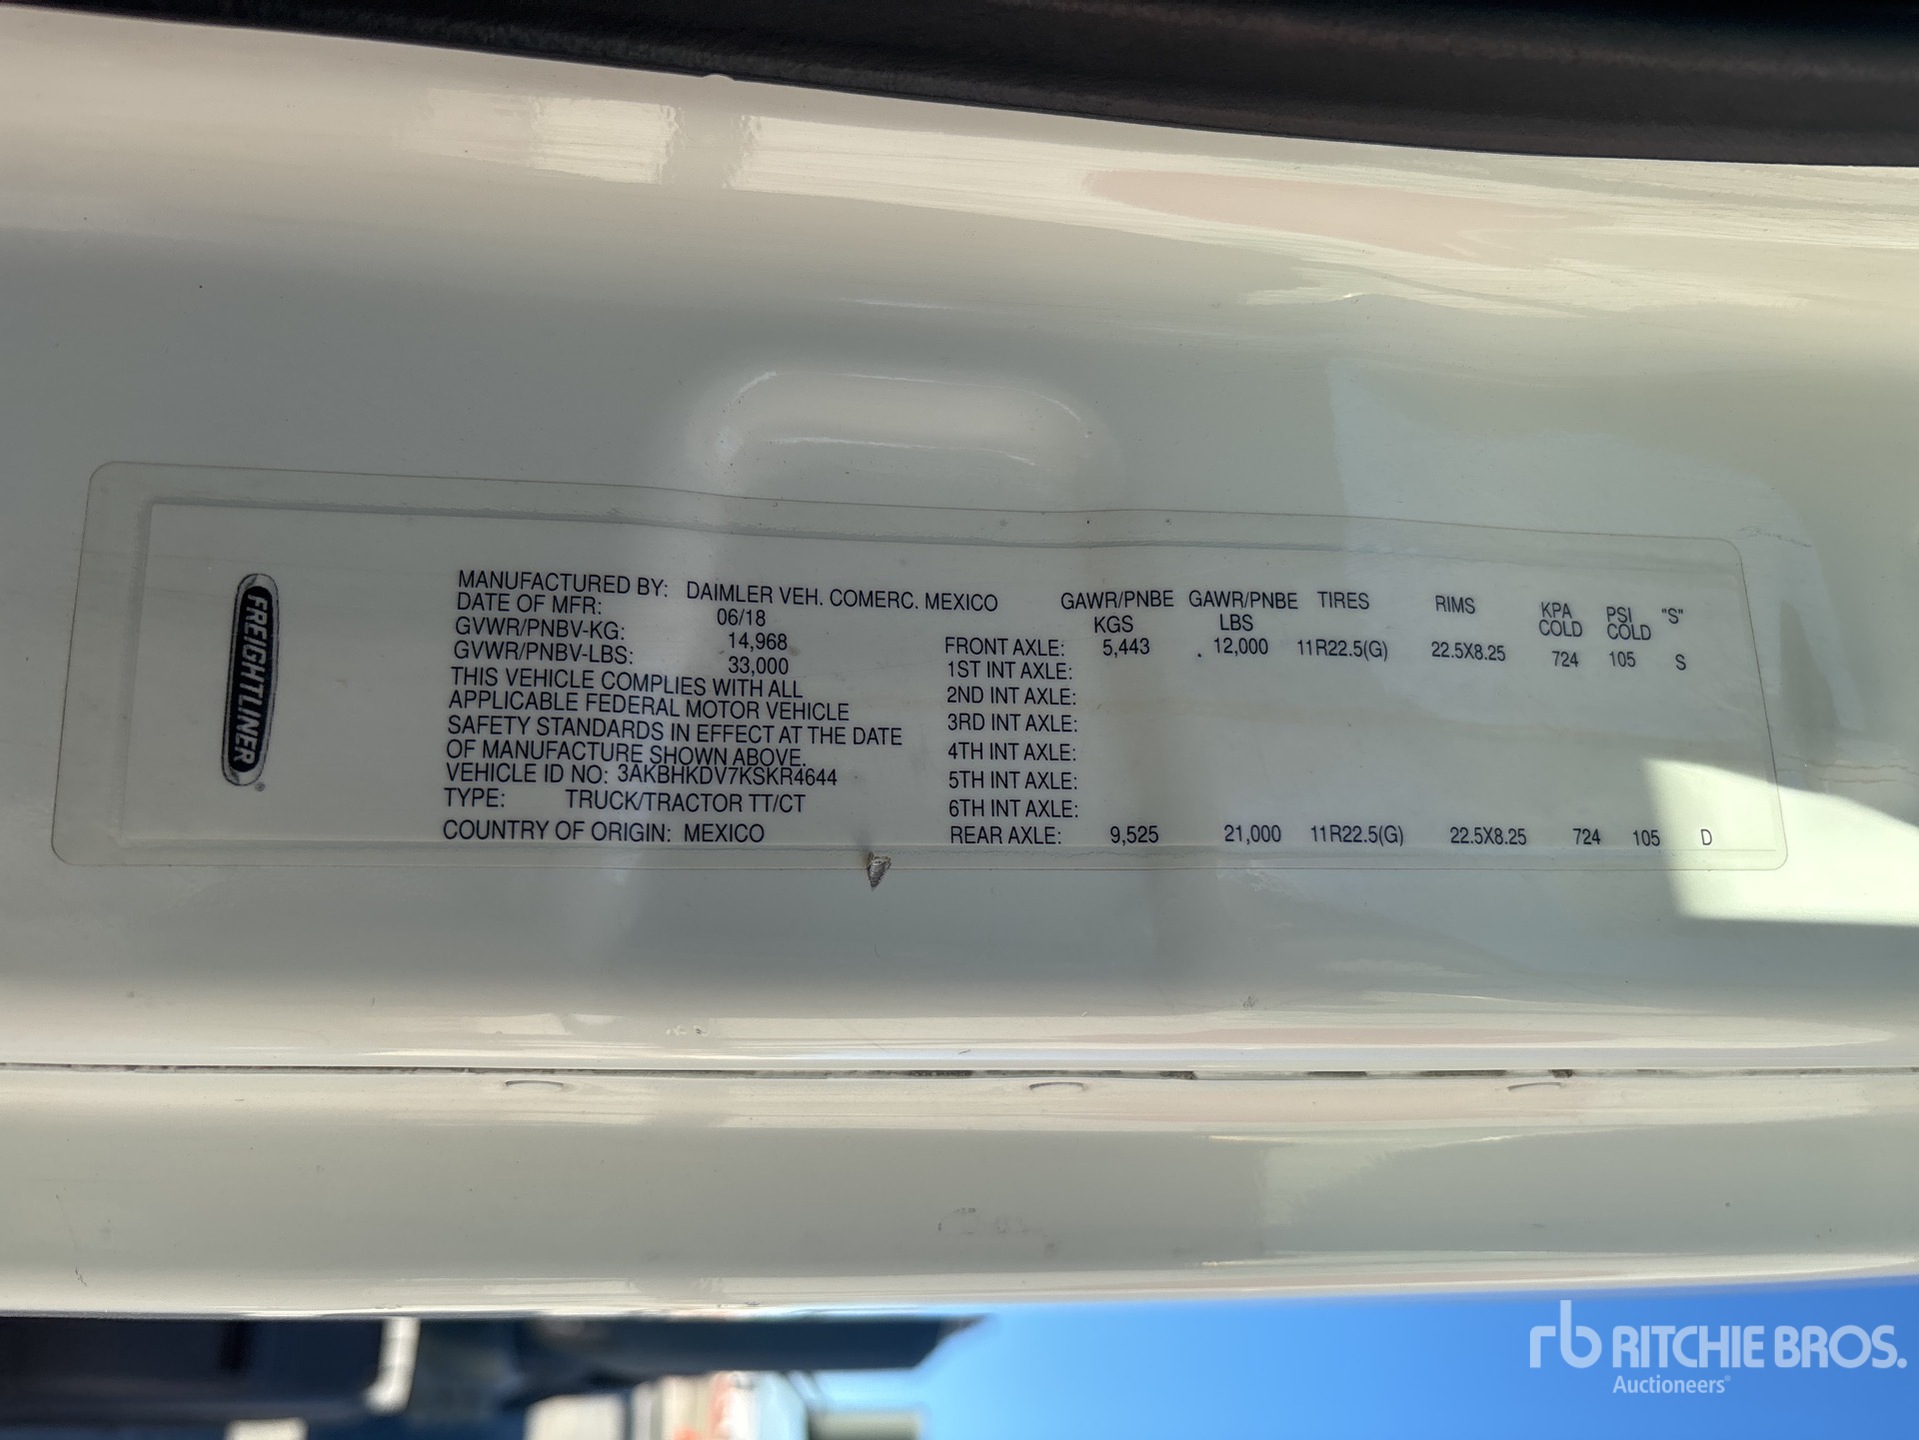 FREIGHTLINER
MANUFACTURED BY: DAIMLER VEH. COMERC. MEXICO
DATE OF MFR: 06/18
GVWR/PNBV-KG: 14,968
GVWR/PNBV-LBS: 33,000
THIS VEHICLE COMPLIES WITH ALL
APPLICABLE FEDERAL MOTOR VEHICLE
SAFETY STANDARDS IN EFFECT AT THE DATE
OF MANUFACTURE SHOWN ABOVE.
VEHICLE ID NO: 3AKBHKDV7KSKR4644
TYPE: TRUCK/TRACTOR TT/CT
COUNTRY OF ORIGIN: MEXICO
GAWR/PNBE GAWR/PNBE TIRES RIMS KPA PSI "S"
KGS LBS COLD COLD
FRONT AXLE: 5,443 12,000 11R22.5(G) 22.5X8.25 724 105 S
1ST INT AXLE:
2ND INT AXLE:
3RD INT AXLE:
4TH INT AXLE:
5TH INT AXLE:
6TH INT AXLE:
REAR AXLE: 9,525 21,000 11R22.5(G) 22.5X8.25 724 105 D
rb RITCHIE BROS.
Auctioneers